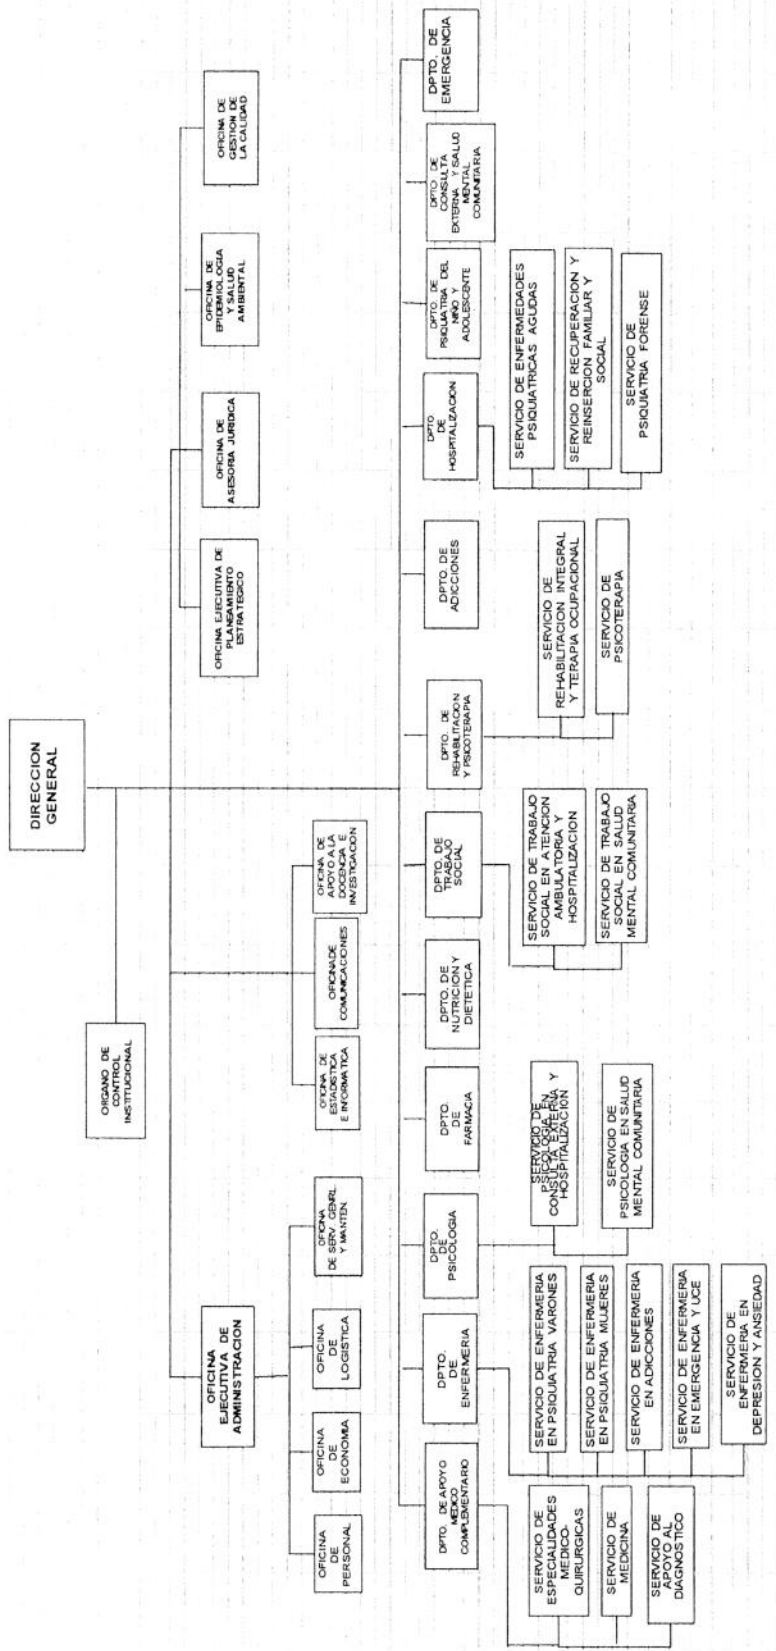 DIRECCION
GENERAL
ORGANO DE
CONTROL
INSTITUCIONAL
OFICINA
EJECUTIVA DE
ADMINISTRACION
OFICINA EJECUTIVA DE
PLANEAMIENTO
ESTRATEGICO
OFICINA DE
ASESORIA JURIDICA
OFICINA DE
EPIDEMIOLOGIA
Y SALUD
AMBIENTAL
OFICINA DE
GESTION DE
LA CALIDAD
OFICINA
DE
PERSONAL
OFICINA
DE
ECONOMIA
OFICINA
DE
LOGISTICA
OFICINA
DE SERV. GENRL.
Y MANTEN.
OFICINA DE
ESTADISTICA
E INFORMATICA
OFICINA DE
COMUNICACIONES
OFICINA DE
APOYO A LA
DOCENCIA E
INVESTIGACION
DPTO. DE APOYO
MEDICO
COMPLEMENTARIO
DPTO.
DE
ENFERMERIA
DPTO.
DE
PSICOLOGIA
DPTO.
DE
FARMACIA
DPTO. DE
NUTRICION Y
DIETETICA
DPTO. DE
TRABAJO
SOCIAL
DPTO. DE
REHABILITACION
Y PSICOTERAPIA
DPTO. DE
ADICCIONES
DPTO.
DE
HOSPITALIZACION
DPTO. DE
PSIQUIATRIA DEL
NIÑO Y
ADOLESCENTE
DPTO. DE
CONSULTA
EXTERNA Y SALUD
MENTAL
COMUNITARIA
DPTO. DE
EMERGENCIA
SERVICIO DE
ESPECIALIDADES
MEDICO-
QUIRURGICAS
SERVICIO DE
MEDICINA
SERVICIO DE
APOYO AL
DIAGNOSTICO
SERVICIO DE ENFERMERIA
EN PSIQUIATRIA VARONES
SERVICIO DE ENFERMERIA
EN PSIQUIATRIA MUJERES
SERVICIO DE ENFERMERIA
EN ADICCIONES
SERVICIO DE ENFERMERIA
EN EMERGENCIA Y UCE
SERVICIO DE
ENFERMERIA EN
DEPRESION Y ANSIEDAD
SERVICIO DE
PSICOLOGIA EN
CONSULTA EXTERNA Y
HOSPITALIZACION
SERVICIO DE
PSICOLOGIA EN SALUD
MENTAL COMUNITARIA
SERVICIO DE TRABAJO
SOCIAL EN ATENCION
AMBULATORIA Y
HOSPITALIZACION
SERVICIO DE TRABAJO
SOCIAL EN SALUD
MENTAL COMUNITARIA
SERVICIO DE
REHABILITACION INTEGRAL
Y TERAPIA OCUPACIONAL
SERVICIO DE
PSICOTERAPIA
SERVICIO DE ENFERMEDADES
PSIQUIATRICAS AGUDAS
SERVICIO DE RECUPERACION Y
REINSERCION FAMILIAR Y
SOCIAL
SERVICIO DE
PSIQUIATRIA FORENSE